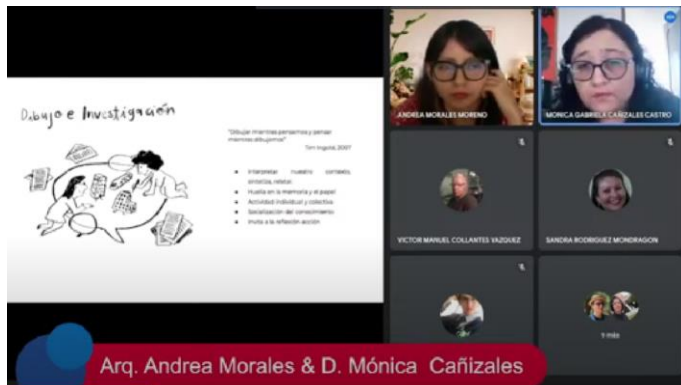 Dibujo e Investigación
"Dibujar mientras pensamos y pensar
mientras dibujamos"
Tim Ingold, 2007
Interpretar nuestro contexto,
sintetiza, relatar.
Huella en la memoria y el papel
Actividad individual y colectiva
Socialización del conocimiento
Invita a la reflexión acción
ANDREA MORALES MORENO
MONICA GABRIELA CAÑIZALES CASTRO
VICTOR MANUEL COLLANTES VAZQUEZ
SANDRA RODRIGUEZ MONDRAGON
1 más
Arq. Andrea Morales & D. Mónica Cañizales